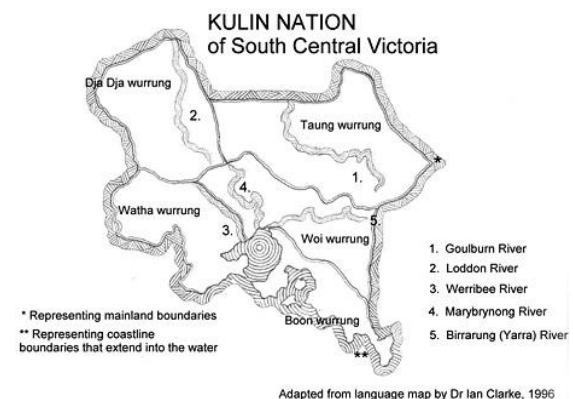 KULIN NATION
of South Central Victoria
Dja Dja wurrung
2.
Taung wurrung
*
1.
4.
Watha wurrung
3.
5.
Woi wurrung
Boon wurrung
**
1. Goulburn River
2. Loddon River
3. Werribee River
4. Marybrynong River
5. Birrarung (Yarra) River
* Representing mainland boundaries
** Representing coastline
boundaries that extend into the water
Adapted from language map by Dr Ian Clarke, 1996